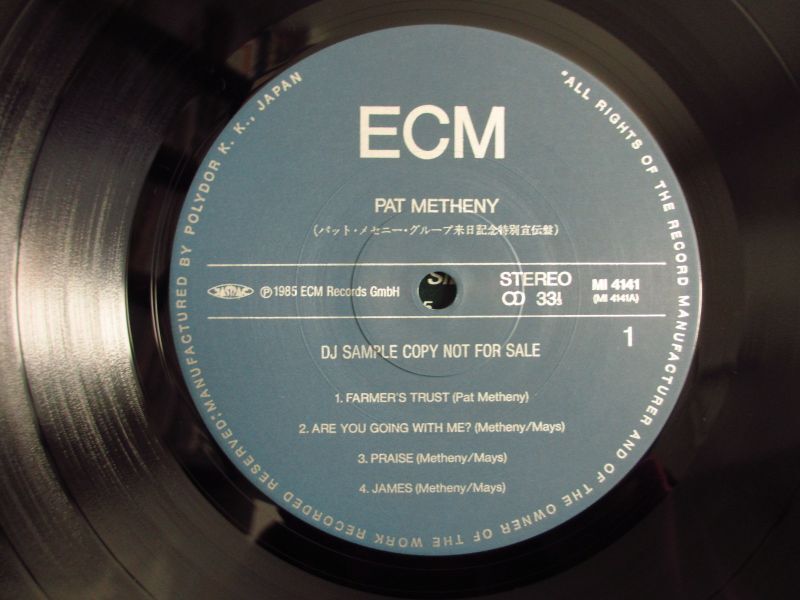 ECM
PAT METHENY
(パット・メセニー・グループ来日記念特別宣伝盤)
JASRAC ℗1985 ECM Records GmbH
STEREO
33⅓
MI 4141
(MI 4141A)
1
DJ SAMPLE COPY NOT FOR SALE
1. FARMER'S TRUST (Pat Metheny)
2. ARE YOU GOING WITH ME? (Metheny/Mays)
3. PRAISE (Metheny/Mays)
4. JAMES (Metheny/Mays)
"ALL RIGHTS OF THE RECORD MANUFACTURER AND OF THE OWNER OF THE WORK RECORDED RESERVED·MANUFACTURED BY POLYDOR K. K., JAPAN